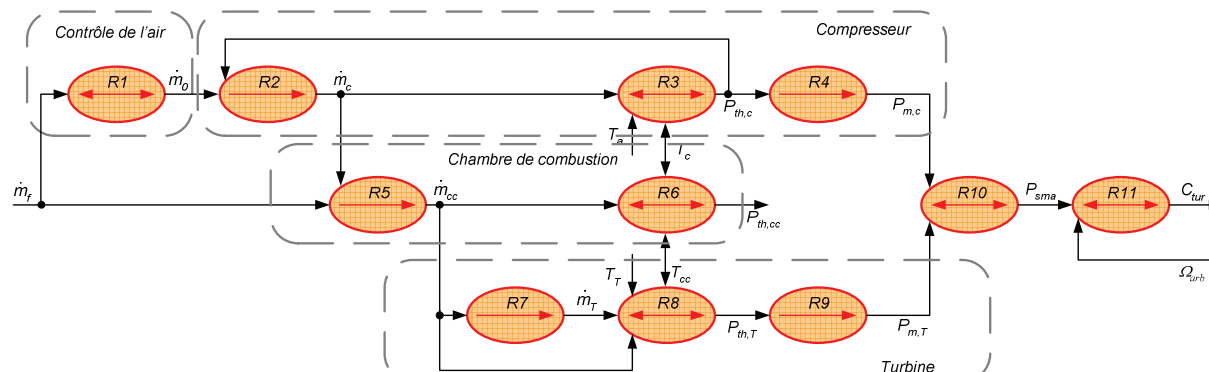 Contrôle de l'air
Compresseur
R1
ṁ0
R2
ṁc
R3
Pth,c
R4
Pm,c
Ta
Tc
Chambre de combustion
ṁf
R5
ṁcc
R6
Pth,cc
R10
Psma
R11
Ctur
Ωarb
TT
Tcc
R7
ṁT
R8
Pth,T
R9
Pm,T
Turbine